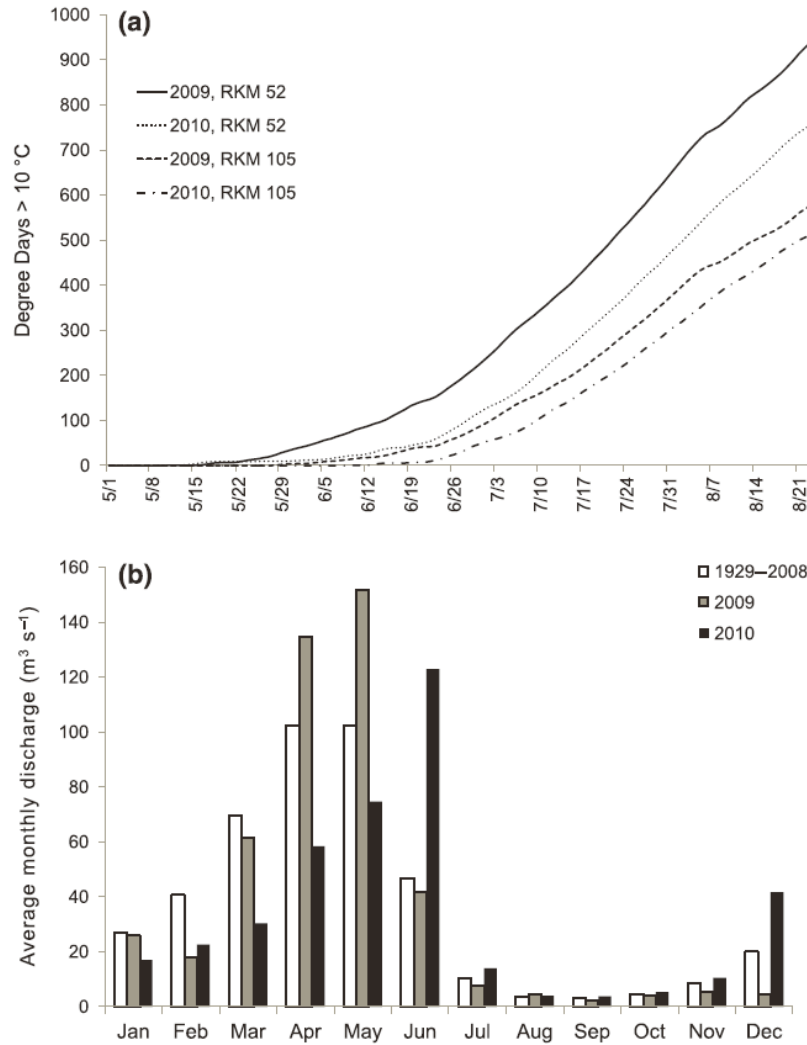 (a)
1000
900
800
700
600
500
400
300
200
100
0
Degree Days > 10 °C
2009, RKM 52
2010, RKM 52
2009, RKM 105
2010, RKM 105
5/1 5/8 5/15 5/22 5/29 6/5 6/12 6/19 6/26 7/3 7/10 7/17 7/24 7/31 8/7 8/14 8/21
(b)
160
140
120
100
80
60
40
20
0
Average monthly discharge (m³ s⁻¹)
1929–2008
2009
2010
Jan Feb Mar Apr May Jun Jul Aug Sep Oct Nov Dec